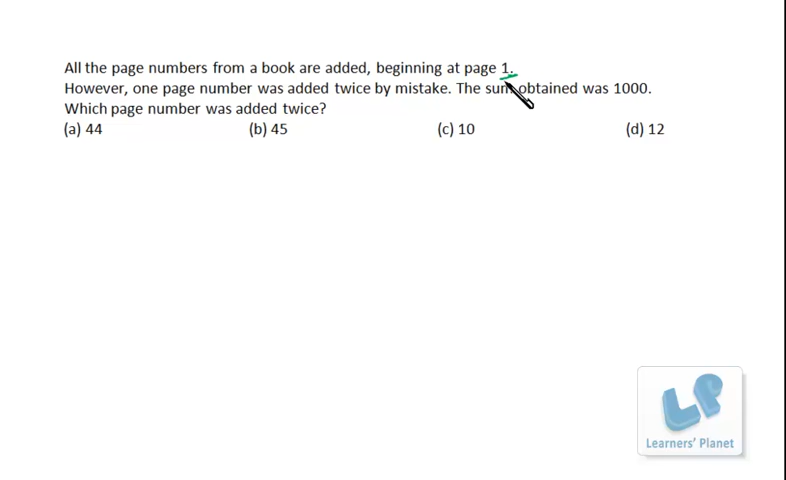 All the page numbers from a book are added, beginning at page 1.
However, one page number was added twice by mistake. The sum obtained was 1000.
Which page number was added twice?
(a) 44 (b) 45 (c) 10 (d) 12
LP
Learners' Planet